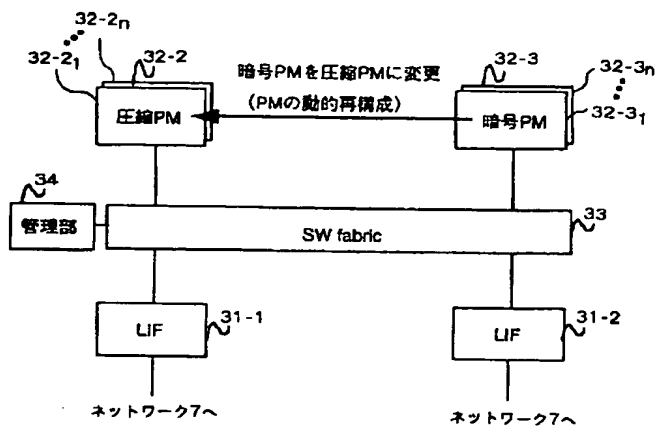 32-2n
32-2
32-2₁
圧縮PM
暗号PMを圧縮PMに変更
(PMの動的再構成)
32-3
32-3n
32-3₁
暗号PM
34
管理部
33
SW fabric
31-1
LIF
31-2
LIF
ネットワーク7へ
ネットワーク7へ